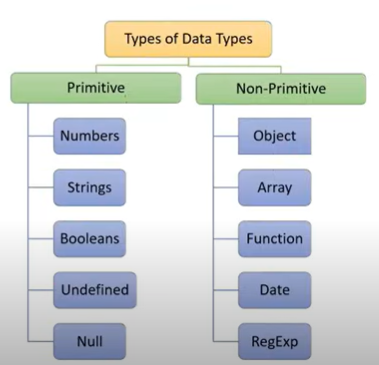 Types of Data Types
Primitive
Numbers
Strings
Booleans
Undefined
Null
Non-Primitive
Object
Array
Function
Date
RegExp